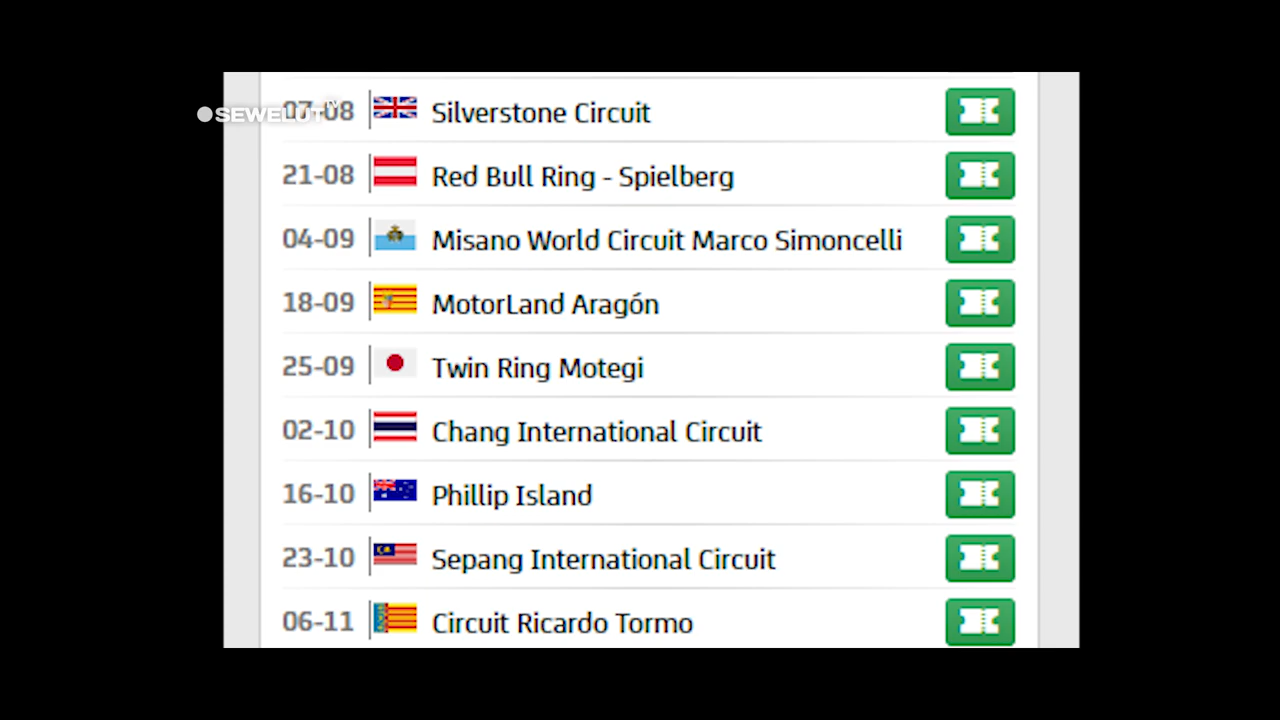 07-08 Silverstone Circuit
SEWELUT TV
21-08 Red Bull Ring - Spielberg
04-09 Misano World Circuit Marco Simoncelli
18-09 MotorLand Aragón
25-09 Twin Ring Motegi
02-10 Chang International Circuit
16-10 Phillip Island
23-10 Sepang International Circuit
06-11 Circuit Ricardo Tormo